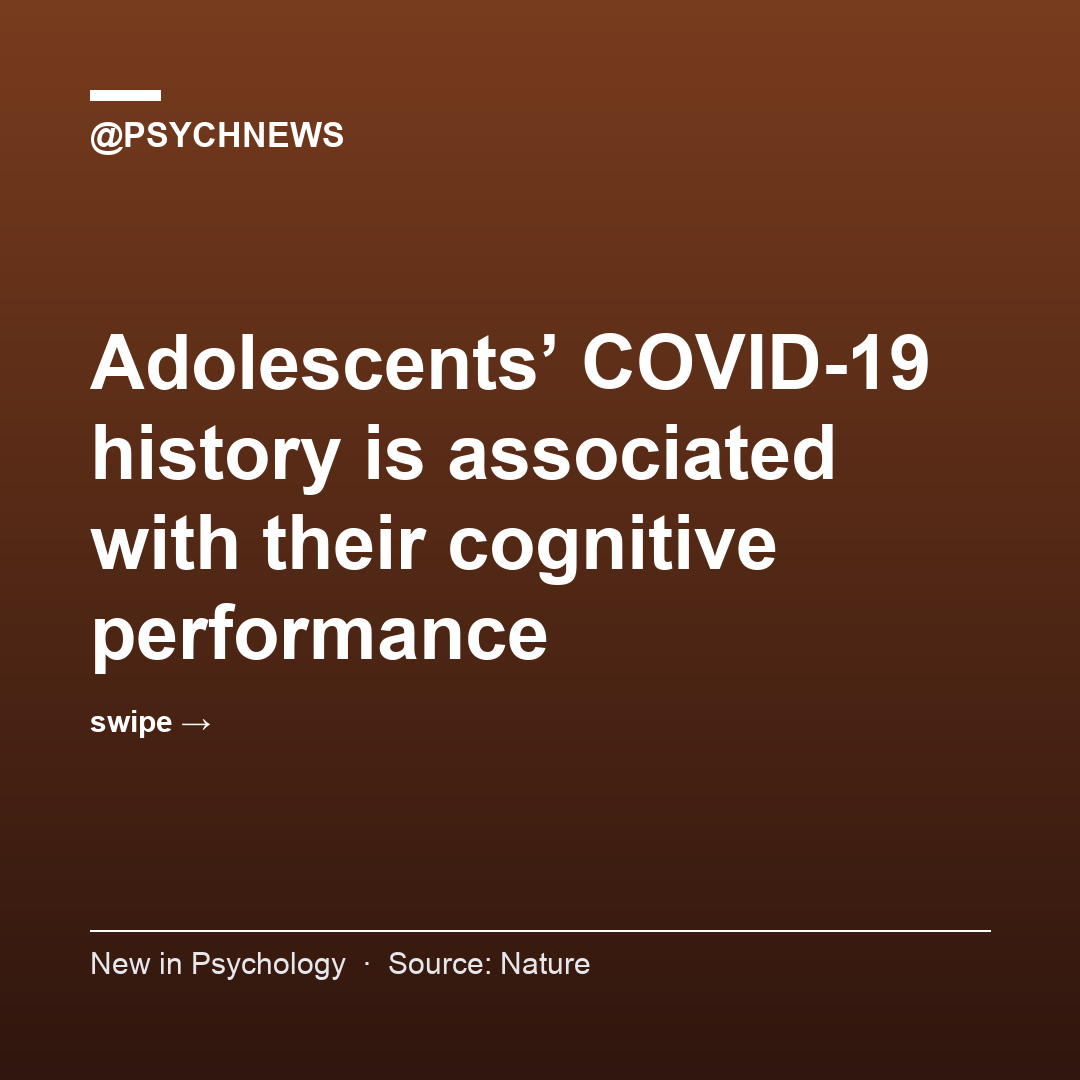 @PSYCHNEWS
Adolescents’ COVID-19
history is associated
with their cognitive
performance
swipe →
New in Psychology · Source: Nature